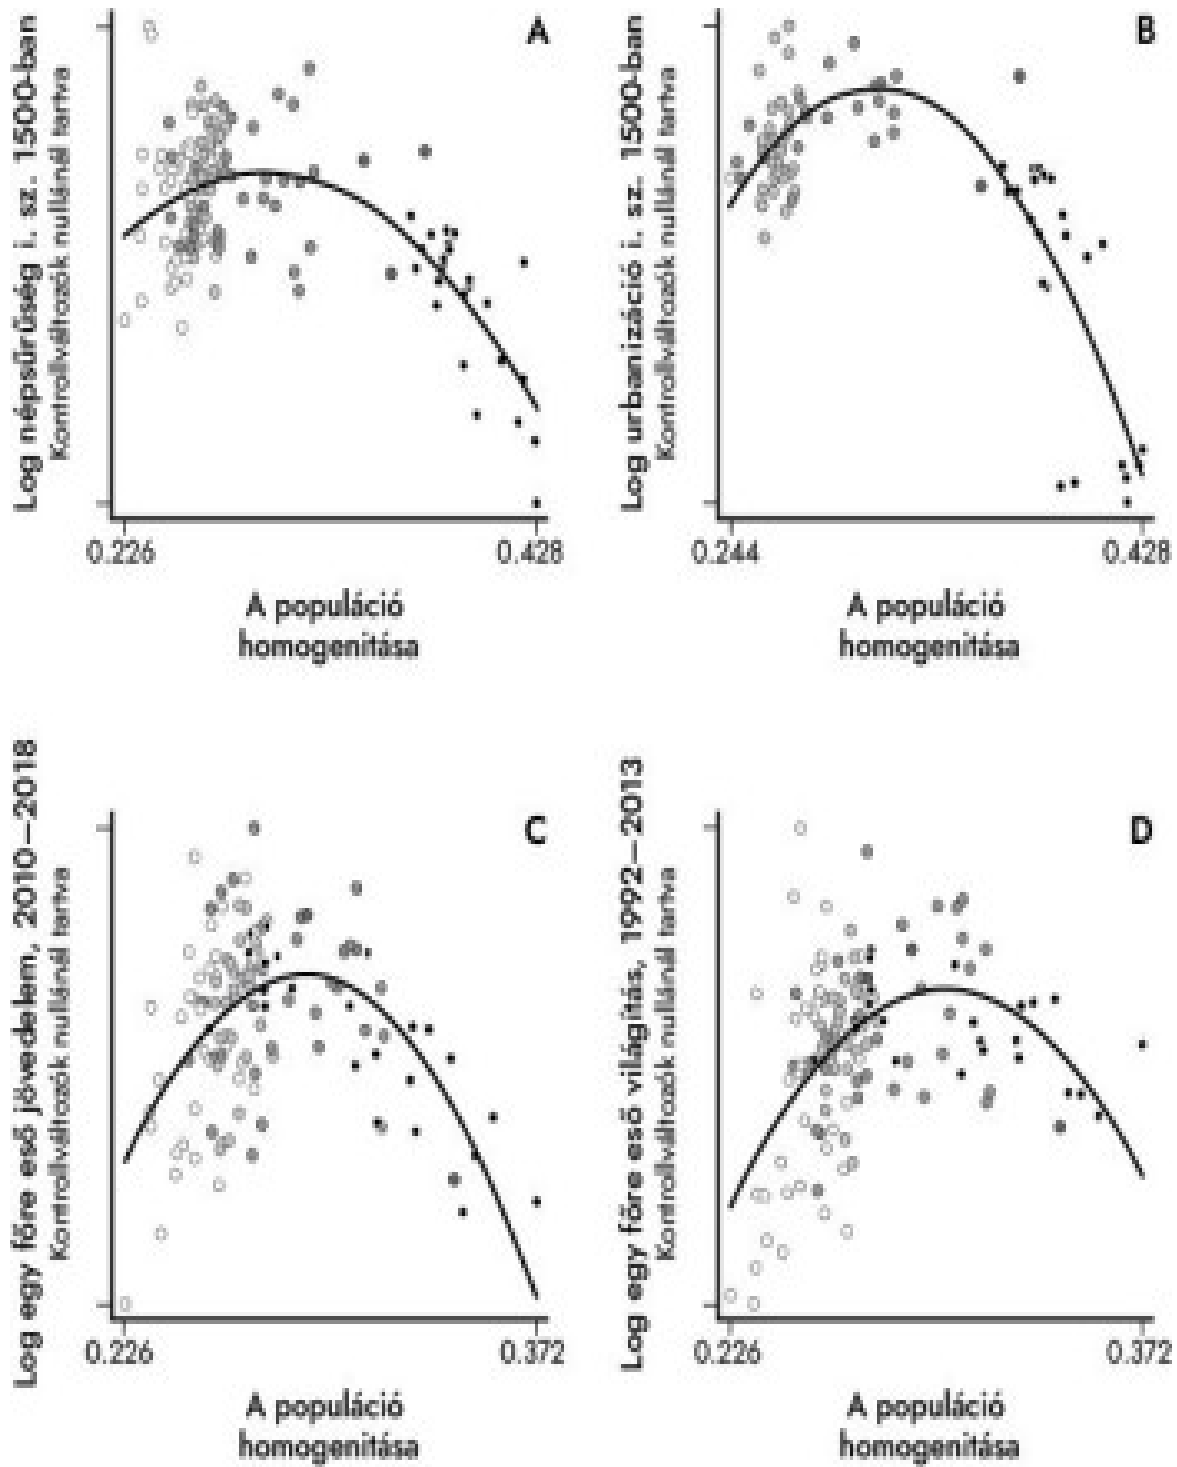 Log népsűrűség i. sz. 1500-ban
Kontrollváltozók nullánál tartva
A
0.226
0.428
A populáció
homogenitása
Log urbanizáció i. sz. 1500-ban
Kontrollváltozók nullánál tartva
B
0.244
0.428
A populáció
homogenitása
Log egy főre eső jövedelem, 2010–2018
Kontrollváltozók nullánál tartva
C
0.226
0.372
A populáció
homogenitása
Log egy főre eső világítás, 1992–2013
Kontrollváltozók nullánál tartva
D
0.226
0.372
A populáció
homogenitása